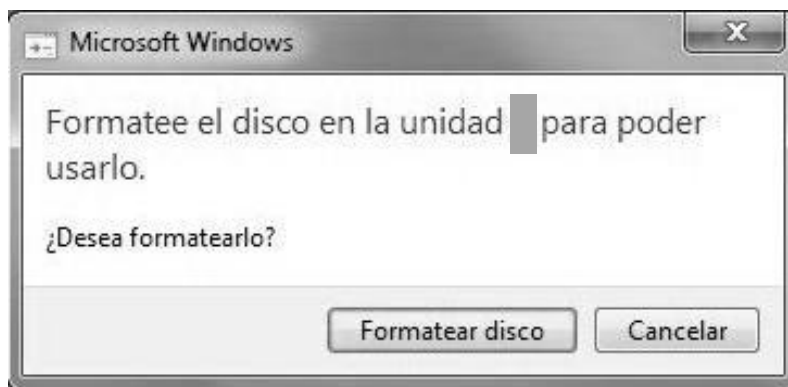 Microsoft Windows
Formatee el disco en la unidad para poder
usarlo.
¿Desea formatearlo?
Formatear disco Cancelar